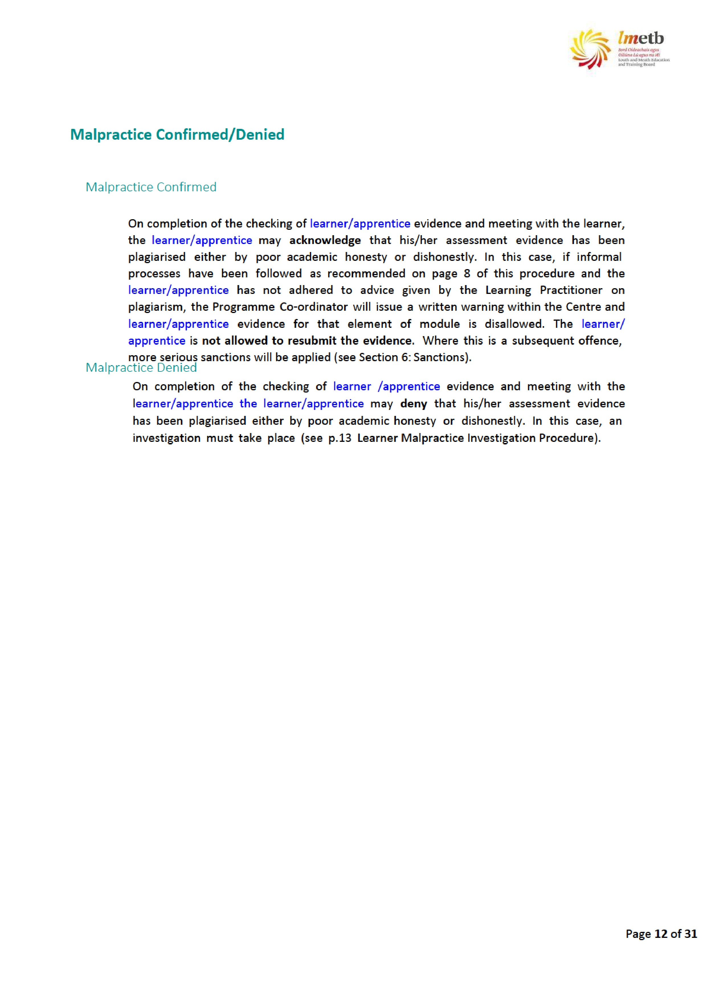 lmetb
Bord Oideachais agus
Oiliúna Lú agus na Mí
Louth and Meath Education
and Training Board
Malpractice Confirmed/Denied
Malpractice Confirmed
On completion of the checking of learner/apprentice evidence and meeting with the learner,
the learner/apprentice may acknowledge that his/her assessment evidence has been
plagiarised either by poor academic honesty or dishonestly. In this case, if informal
processes have been followed as recommended on page 8 of this procedure and the
learner/apprentice has not adhered to advice given by the Learning Practitioner on
plagiarism, the Programme Co-ordinator will issue a written warning within the Centre and
learner/apprentice evidence for that element of module is disallowed. The learner/
apprentice is not allowed to resubmit the evidence. Where this is a subsequent offence,
more serious sanctions will be applied (see Section 6: Sanctions).
Malpractice Denied
On completion of the checking of learner /apprentice evidence and meeting with the
learner/apprentice the learner/apprentice may deny that his/her assessment evidence
has been plagiarised either by poor academic honesty or dishonestly. In this case, an
investigation must take place (see p.13 Learner Malpractice Investigation Procedure).
Page 12 of 31